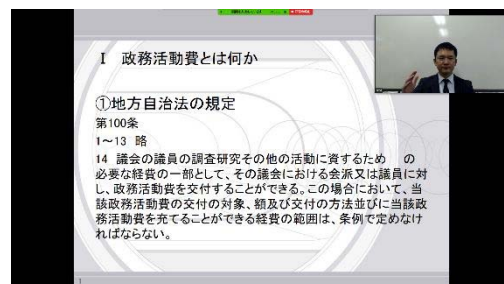 Ⅰ 政務活動費とは何か
①地方自治法の規定
第100条
1～13 略
14 議会の議員の調査研究その他の活動に資するため の
必要な経費の一部として、その議会における会派又は議員に対
し、政務活動費を交付することができる。この場合において、当
該政務活動費の交付の対象、額及び交付の方法並びに当該政
務活動費を充てることができる経費の範囲は、条例で定めなけ
ればならない。
1